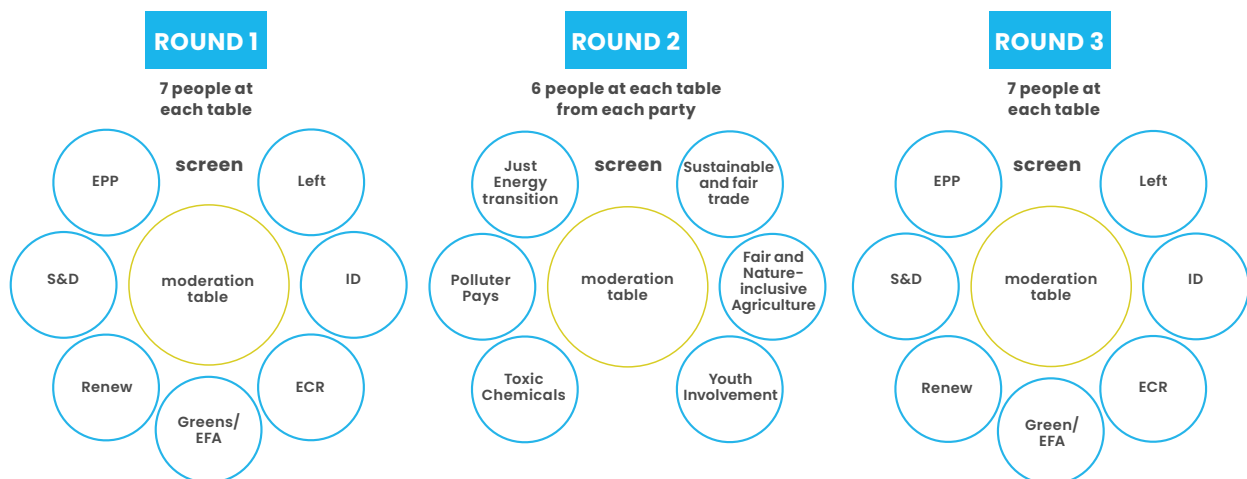 ROUND 1
7 people at
each table
screen
EPP
Left
S&D
moderation
table
ID
Renew
ECR
Greens/
EFA
ROUND 2
6 people at each table
from each party
screen
Just
Energy
transition
Sustainable
and fair
trade
Polluter
Pays
moderation
table
Fair and
Nature-
inclusive
Agriculture
Toxic
Chemicals
Youth
Involvement
ROUND 3
7 people at
each table
screen
EPP
Left
S&D
moderation
table
ID
Renew
ECR
Green/
EFA